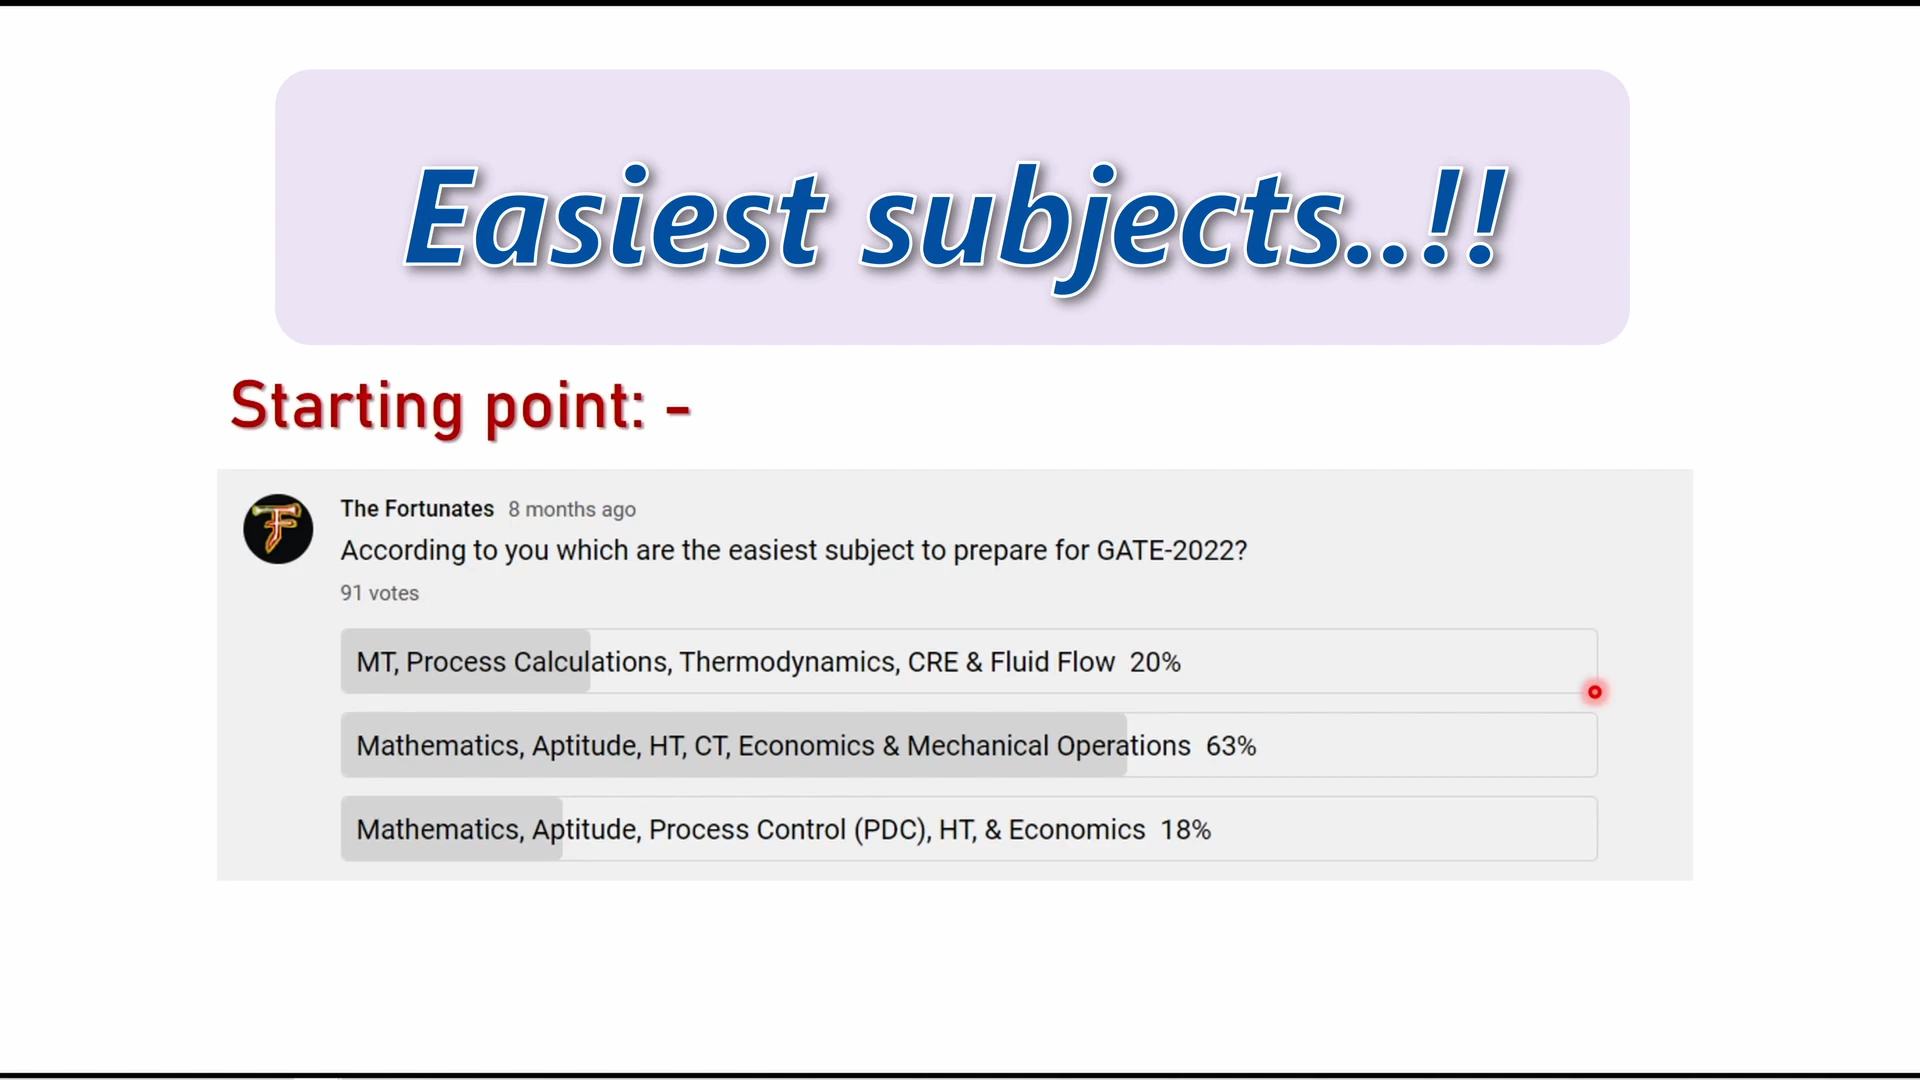 Easiest subjects..!!
Starting point: -
The Fortunates 8 months ago
According to you which are the easiest subject to prepare for GATE-2022?
91 votes
MT, Process Calculations, Thermodynamics, CRE & Fluid Flow 20%
Mathematics, Aptitude, HT, CT, Economics & Mechanical Operations 63%
Mathematics, Aptitude, Process Control (PDC), HT, & Economics 18%